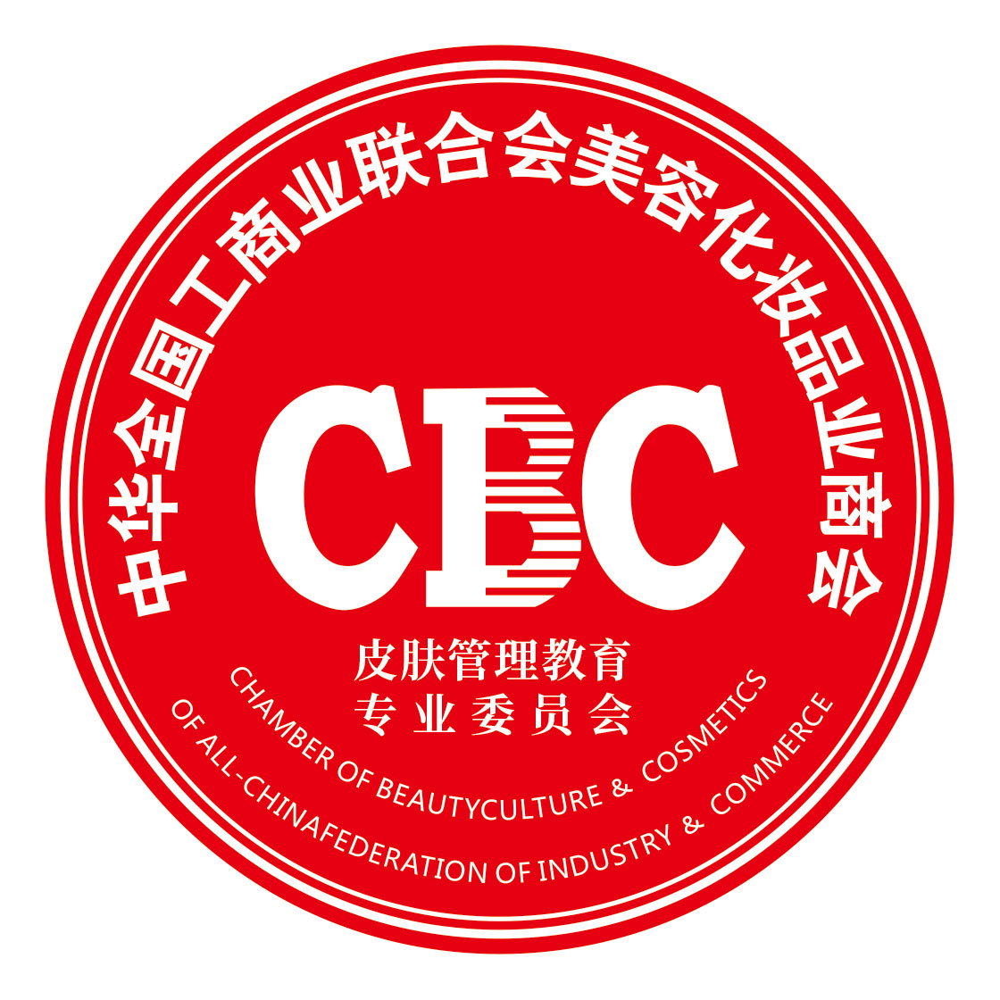 中华全国工商业联合会美容化妆品业商会
CBC
皮肤管理教育
专业委员会
CHAMBER OF BEAUTYCULTURE & COSMETICS
OF ALL-CHINAFEDERATION OF INDUSTRY & COMMERCE